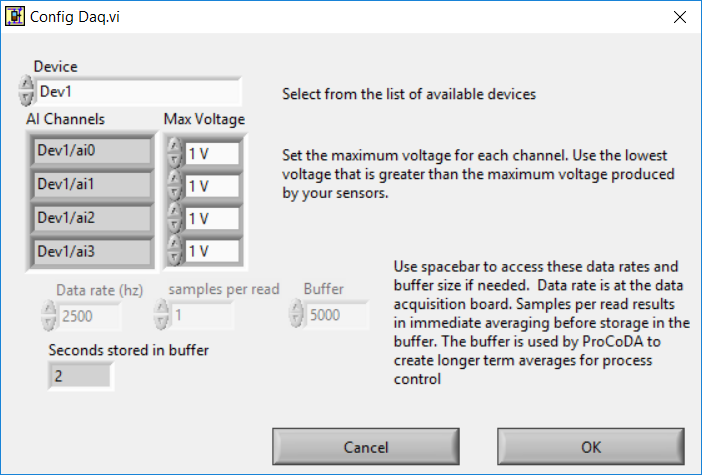 Config Daq.vi
Device
Dev1
Select from the list of available devices
AI Channels
Max Voltage
Dev1/ai0
1 V
Dev1/ai1
1 V
Dev1/ai2
1 V
Dev1/ai3
1 V
Set the maximum voltage for each channel. Use the lowest
voltage that is greater than the maximum voltage produced
by your sensors.
Data rate (hz)
samples per read
Buffer
2500
1
5000
Seconds stored in buffer
2
Use spacebar to access these data rates and
buffer size if needed.  Data rate is at the data
acquisition board. Samples per read results
in immediate averaging before storage in the
buffer. The buffer is used by ProCoDA to
create longer term averages for process
control
Cancel
OK